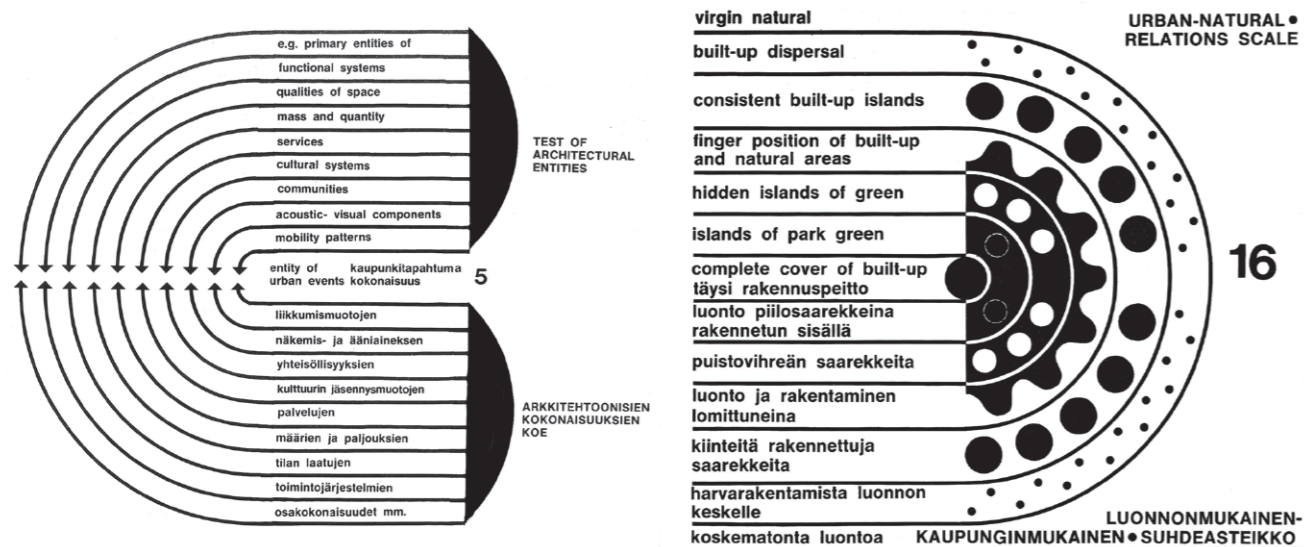 e.g. primary entities of
functional systems
qualities of space
mass and quantity
services
cultural systems
communities
acoustic- visual components
mobility patterns
TEST OF
ARCHITECTURAL
ENTITIES
entity of kaupunkitapahtuma
urban events kokonaisuus
5
liikkumismuotojen
näkemis- ja ääniaineksen
yhteisöllisyyksien
kulttuurin jäsennysmuotojen
palvelujen
määrien ja paljouksien
tilan laatujen
toimintojärjestelmien
osakokonaisuudet mm.
ARKKITEHTOONISIEN
KOKONAISUUKSIEN
KOE
virgin natural
built-up dispersal
consistent built-up islands
finger position of built-up
and natural areas
hidden islands of green
islands of park green
complete cover of built-up
täysi rakennuspeitto
luonto piilosaarekkeina
rakennetun sisällä
puistovihreän saarekkeita
luonto ja rakentaminen
lomittuneina
kiinteitä rakennettuja
saarekkeita
harvarakentamista luonnon
keskelle
koskematonta luontoa
URBAN-NATURAL●
RELATIONS SCALE
16
LUONNONMUKAINEN-
KAUPUNGINMUKAINEN●SUHDEASTEIKKO